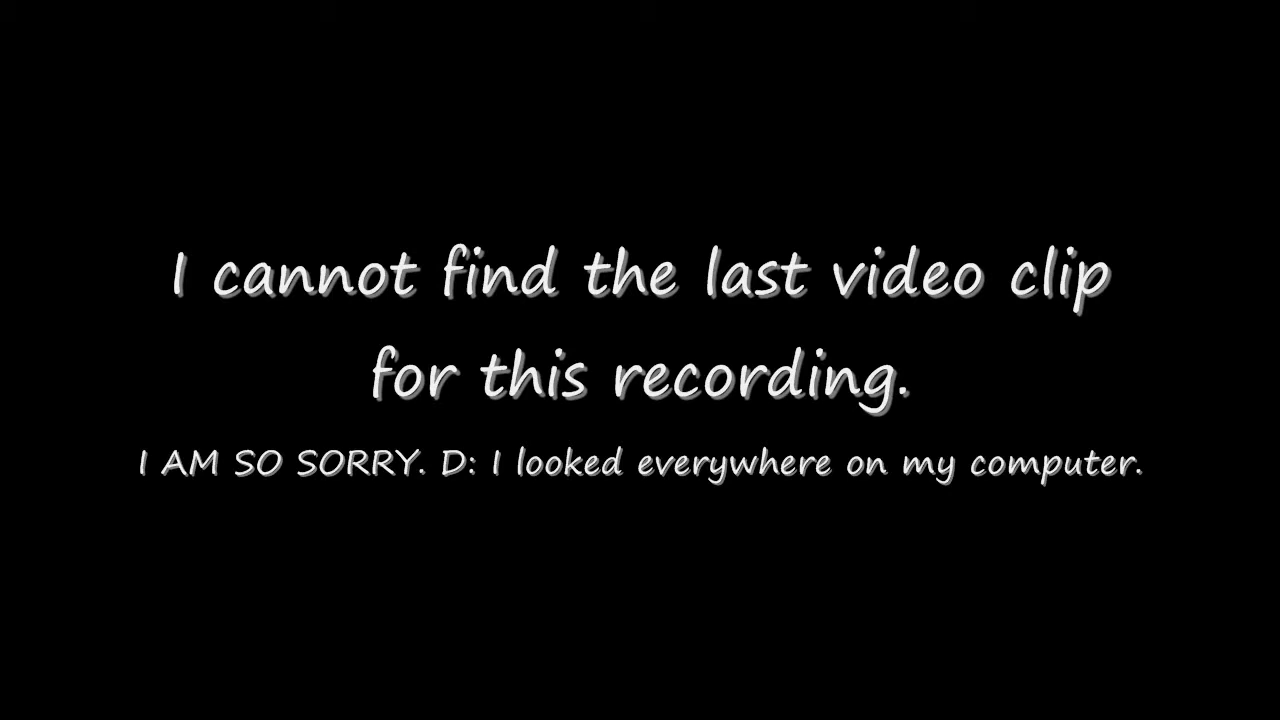 I cannot find the last video clip
for this recording.
I AM SO SORRY. D: I looked everywhere on my computer.